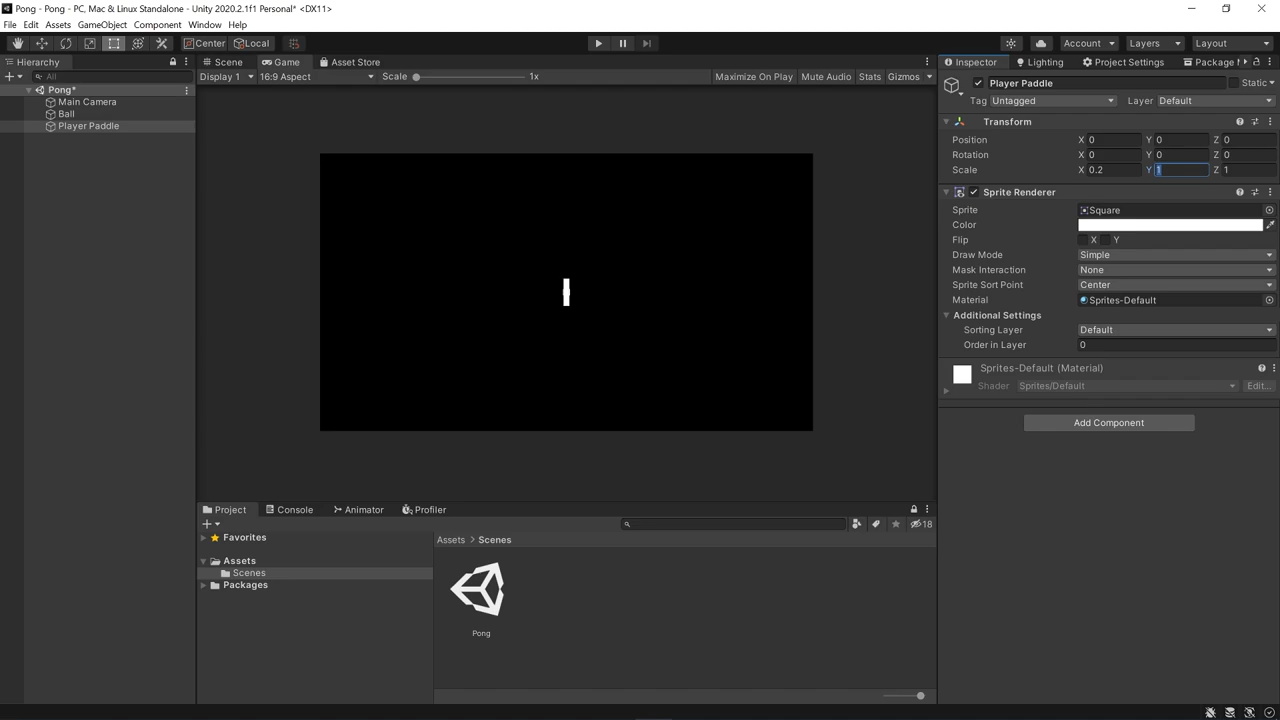 Pong - Pong - PC, Mac & Linux Standalone - Unity 2020.2.1f1 Personal* <DX11>
File Edit Assets GameObject Component Window Help
Center Local Account Layers Layout
Hierarchy Scene Game Asset Store Inspector Lighting Project Settings Package M
All Display 1 16:9 Aspect Scale 1x Maximize On Play Mute Audio Stats Gizmos
Player Paddle Static
Pong*
Tag Untagged Layer Default
Main Camera
Ball
Player Paddle
Transform
Position X 0 Y 0 Z 0
Rotation X 0 Y 0 Z 0
Scale X 0.2 Y 1 Z 1
Sprite Renderer
Sprite Square
Color
Flip X Y
Draw Mode Simple
Mask Interaction None
Sprite Sort Point Center
Material Sprites-Default
Additional Settings
Sorting Layer Default
Order in Layer 0
Sprites-Default (Material)
Shader Sprites/Default Edit...
Add Component
Project Console Animator Profiler
18
Favorites Assets > Scenes
Assets
Scenes
Packages
Pong